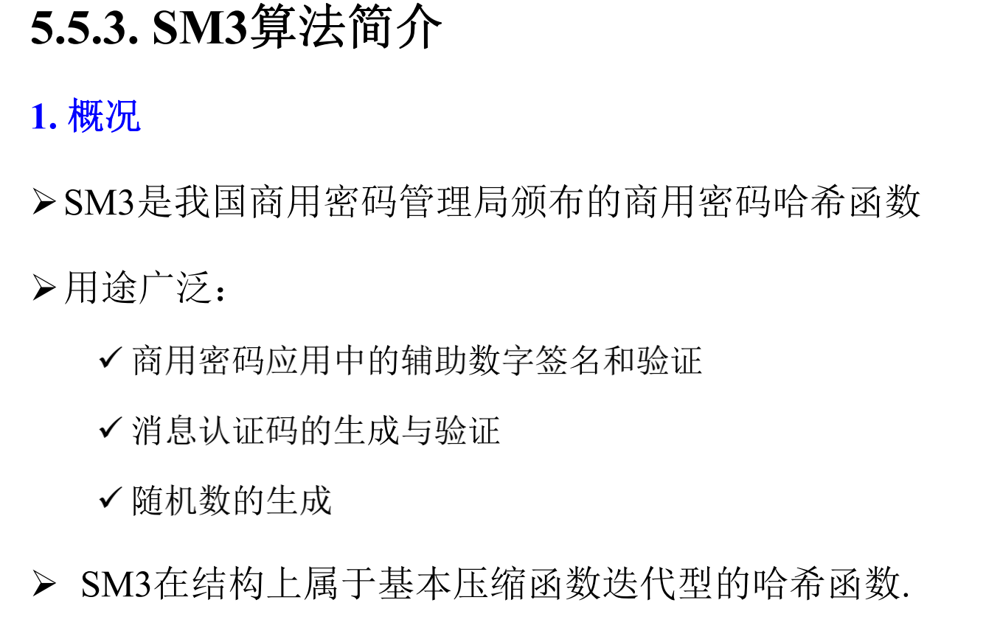 5.5.3. SM3算法简介
1. 概况
➢SM3是我国商用密码管理局颁布的商用密码哈希函数
➢用途广泛：
✓商用密码应用中的辅助数字签名和验证
✓消息认证码的生成与验证
✓随机数的生成
➢ SM3在结构上属于基本压缩函数迭代型的哈希函数.